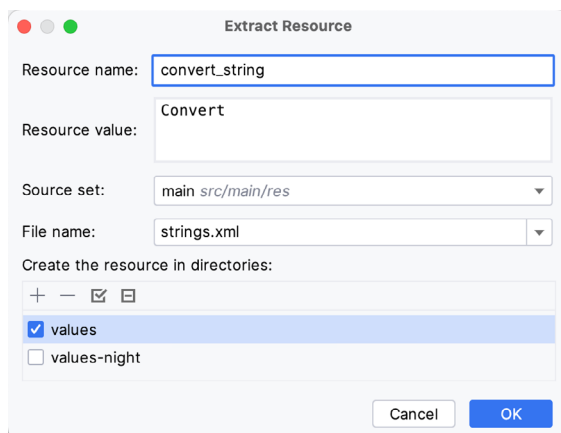 Extract Resource
Resource name: convert_string
Resource value: Convert
Source set: main src/main/res
File name: strings.xml
Create the resource in directories:
values
values-night
Cancel OK